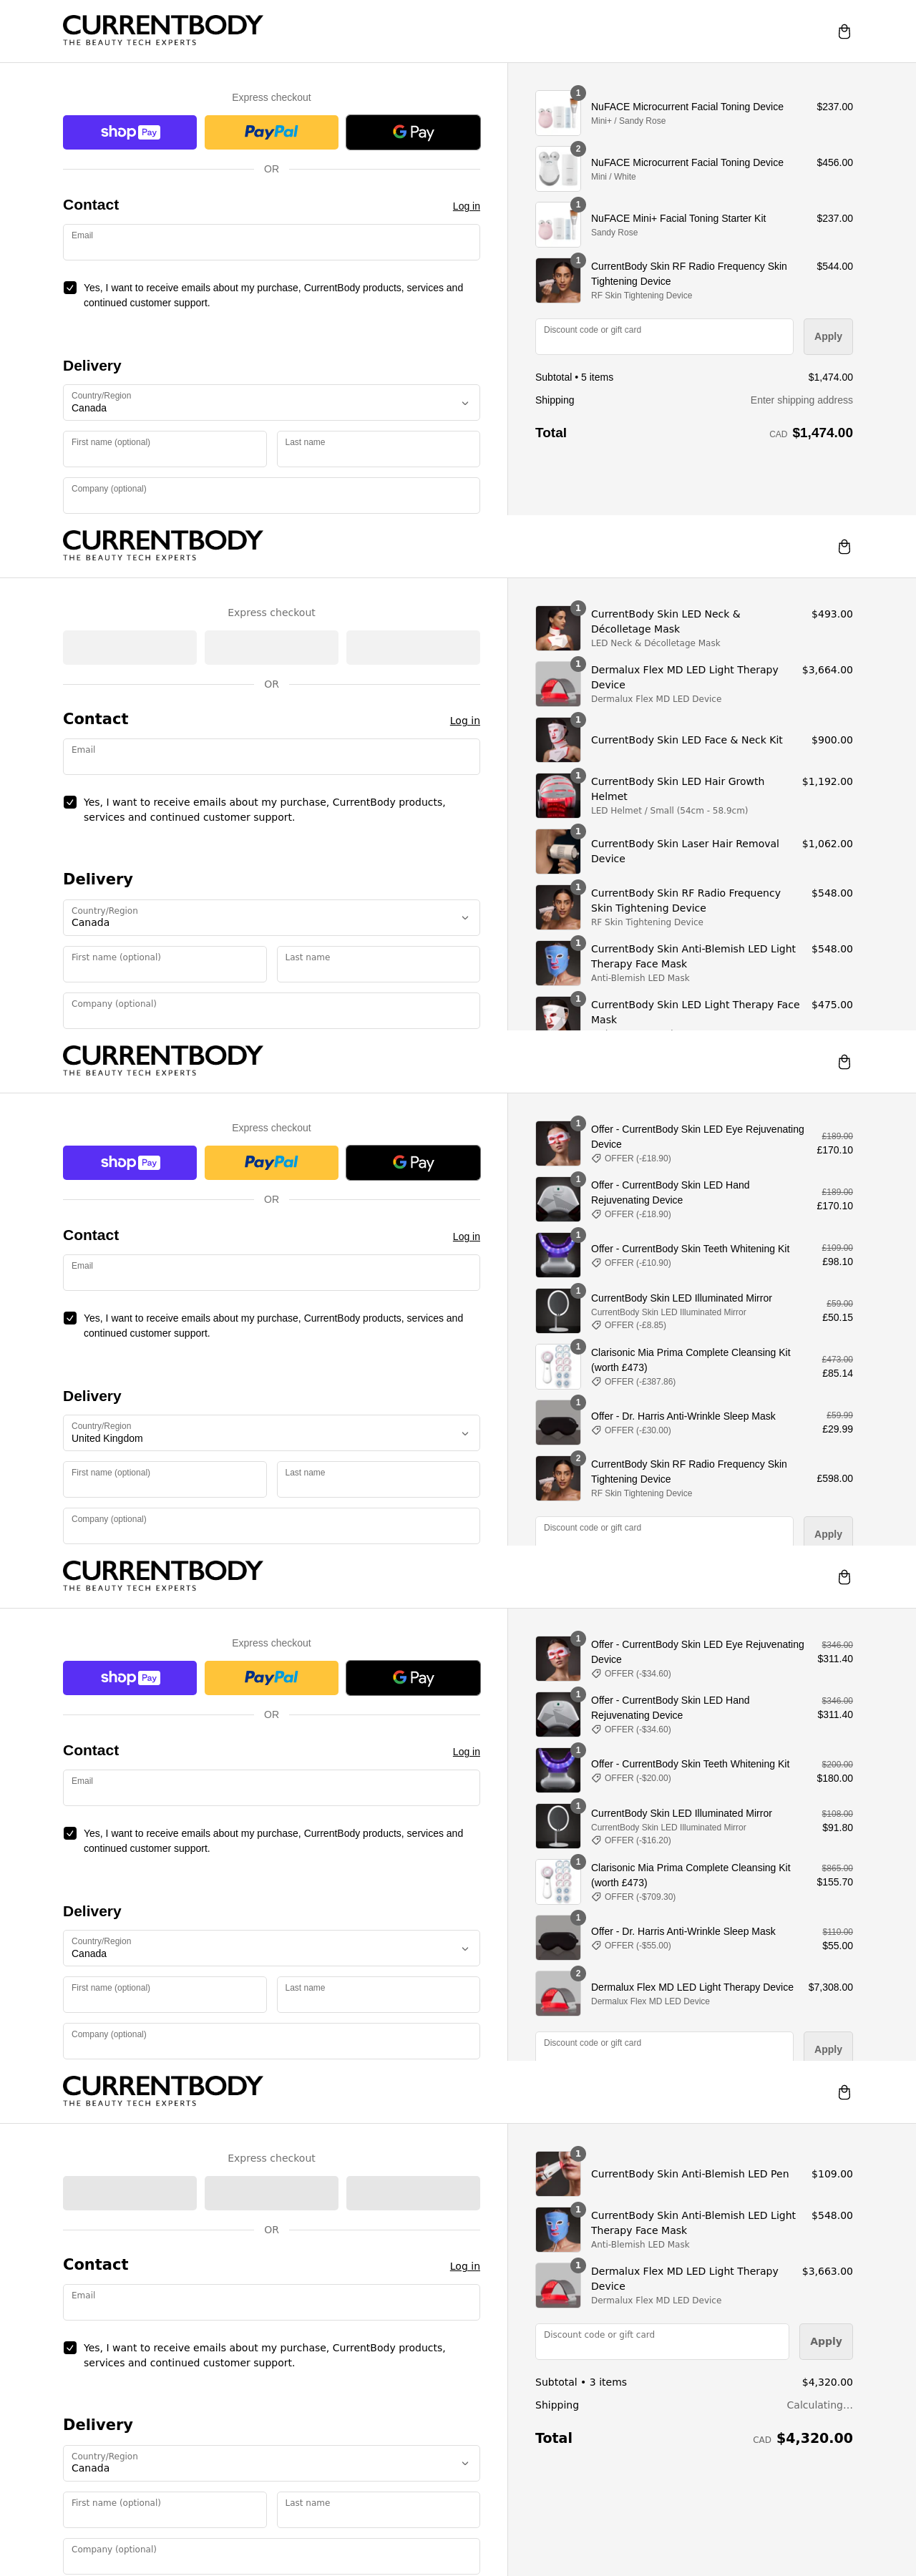 CURRENTBODY
THE BEAUTY TECH EXPERTS
Express checkout
shop Pay
PayPal
G Pay
OR
Contact
Log in
Email
Yes, I want to receive emails about my purchase, CurrentBody products, services and
continued customer support.
Delivery
Country/Region
Canada
First name (optional)
Last name
Company (optional)
1
NuFACE Microcurrent Facial Toning Device
$237.00
Mini+ / Sandy Rose
2
NuFACE Microcurrent Facial Toning Device
$456.00
Mini / White
1
NuFACE Mini+ Facial Toning Starter Kit
$237.00
Sandy Rose
1
CurrentBody Skin RF Radio Frequency Skin
Tightening Device
$544.00
RF Skin Tightening Device
Discount code or gift card
Apply
Subtotal • 5 items
$1,474.00
Shipping
Enter shipping address
Total
CAD $1,474.00
CURRENTBODY
THE BEAUTY TECH EXPERTS
Express checkout
OR
Contact
Log in
Email
Yes, I want to receive emails about my purchase, CurrentBody products,
services and continued customer support.
Delivery
Country/Region
Canada
First name (optional)
Last name
Company (optional)
1
CurrentBody Skin LED Neck &
Décolletage Mask
$493.00
LED Neck & Décolletage Mask
1
Dermalux Flex MD LED Light Therapy
Device
$3,664.00
Dermalux Flex MD LED Device
1
CurrentBody Skin LED Face & Neck Kit
$900.00
1
CurrentBody Skin LED Hair Growth
Helmet
$1,192.00
LED Helmet / Small (54cm - 58.9cm)
1
CurrentBody Skin Laser Hair Removal
Device
$1,062.00
1
CurrentBody Skin RF Radio Frequency
Skin Tightening Device
$548.00
RF Skin Tightening Device
1
CurrentBody Skin Anti-Blemish LED Light
Therapy Face Mask
$548.00
Anti-Blemish LED Mask
1
CurrentBody Skin LED Light Therapy Face
Mask
$475.00
CURRENTBODY
THE BEAUTY TECH EXPERTS
Express checkout
shop Pay
PayPal
G Pay
OR
Contact
Log in
Email
Yes, I want to receive emails about my purchase, CurrentBody products, services and
continued customer support.
Delivery
Country/Region
United Kingdom
First name (optional)
Last name
Company (optional)
1
Offer - CurrentBody Skin LED Eye Rejuvenating
Device
OFFER (-£18.90)
£189.00
£170.10
1
Offer - CurrentBody Skin LED Hand
Rejuvenating Device
OFFER (-£18.90)
£189.00
£170.10
1
Offer - CurrentBody Skin Teeth Whitening Kit
OFFER (-£10.90)
£109.00
£98.10
1
CurrentBody Skin LED Illuminated Mirror
CurrentBody Skin LED Illuminated Mirror
OFFER (-£8.85)
£59.00
£50.15
1
Clarisonic Mia Prima Complete Cleansing Kit
(worth £473)
OFFER (-£387.86)
£473.00
£85.14
1
Offer - Dr. Harris Anti-Wrinkle Sleep Mask
OFFER (-£30.00)
£59.99
£29.99
2
CurrentBody Skin RF Radio Frequency Skin
Tightening Device
RF Skin Tightening Device
£598.00
Discount code or gift card
Apply
CURRENTBODY
THE BEAUTY TECH EXPERTS
Express checkout
shop Pay
PayPal
G Pay
OR
Contact
Log in
Email
Yes, I want to receive emails about my purchase, CurrentBody products, services and
continued customer support.
Delivery
Country/Region
Canada
First name (optional)
Last name
Company (optional)
1
Offer - CurrentBody Skin LED Eye Rejuvenating
Device
OFFER (-$34.60)
$346.00
$311.40
1
Offer - CurrentBody Skin LED Hand
Rejuvenating Device
OFFER (-$34.60)
$346.00
$311.40
1
Offer - CurrentBody Skin Teeth Whitening Kit
OFFER (-$20.00)
$200.00
$180.00
1
CurrentBody Skin LED Illuminated Mirror
CurrentBody Skin LED Illuminated Mirror
OFFER (-$16.20)
$108.00
$91.80
1
Clarisonic Mia Prima Complete Cleansing Kit
(worth £473)
OFFER (-$709.30)
$865.00
$155.70
1
Offer - Dr. Harris Anti-Wrinkle Sleep Mask
OFFER (-$55.00)
$110.00
$55.00
2
Dermalux Flex MD LED Light Therapy Device
Dermalux Flex MD LED Device
$7,308.00
Discount code or gift card
Apply
CURRENTBODY
THE BEAUTY TECH EXPERTS
Express checkout
OR
Contact
Log in
Email
Yes, I want to receive emails about my purchase, CurrentBody products,
services and continued customer support.
Delivery
Country/Region
Canada
First name (optional)
Last name
Company (optional)
1
CurrentBody Skin Anti-Blemish LED Pen
$109.00
1
CurrentBody Skin Anti-Blemish LED Light
Therapy Face Mask
$548.00
Anti-Blemish LED Mask
1
Dermalux Flex MD LED Light Therapy
Device
$3,663.00
Dermalux Flex MD LED Device
Discount code or gift card
Apply
Subtotal • 3 items
$4,320.00
Shipping
Calculating...
Total
CAD $4,320.00